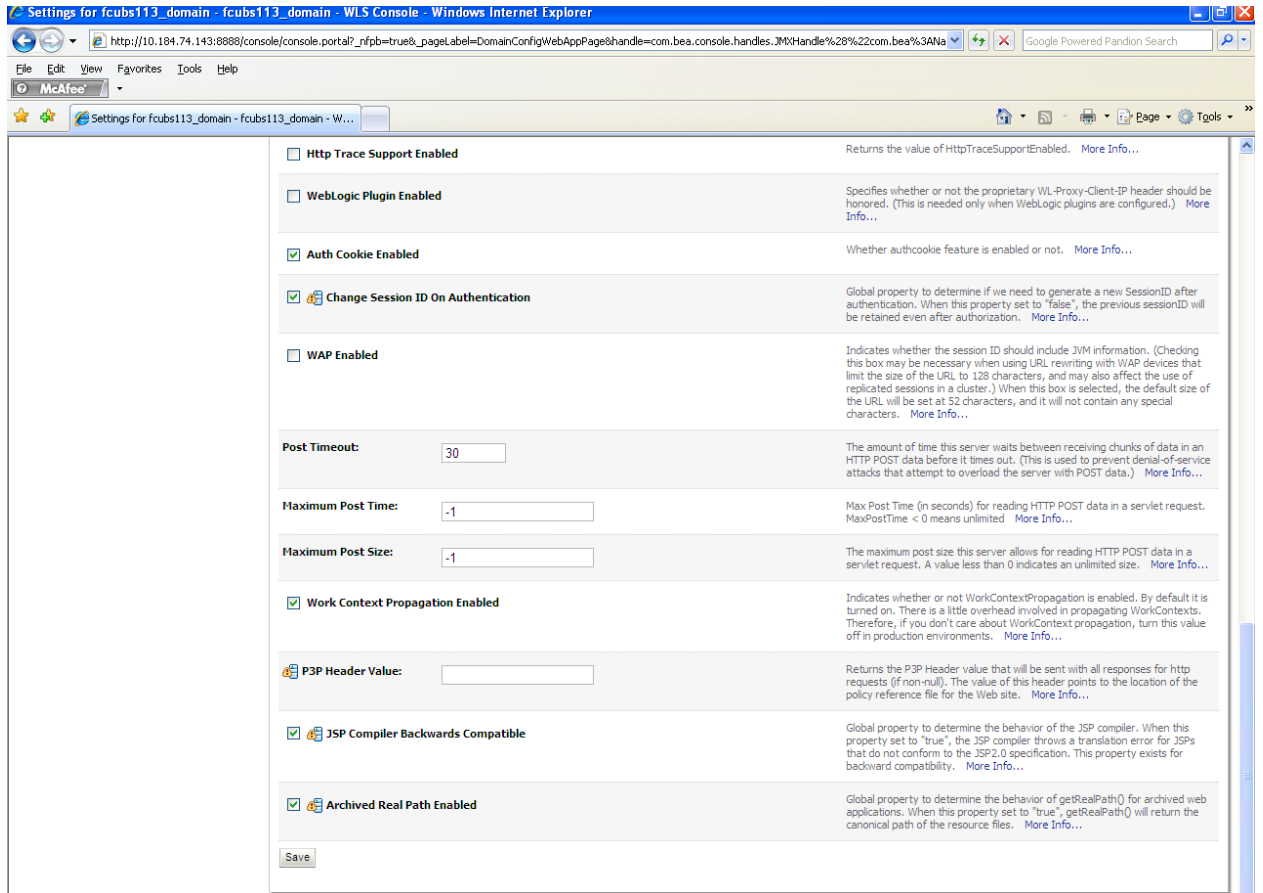 Settings for fcubs113_domain - fcubs113_domain - WLS Console - Windows Internet Explorer
http://10.184.74.143:8888/console/console.portal?_nfpb=true&_pageLabel=DomainConfigWebAppPage&handle=com.bea.console.handles.JMXHandle%28%22com.bea%3ANa
Google Powered Pandion Search
File Edit View Favorites Tools Help
McAfee
Settings for fcubs113_domain - fcubs113_domain - W...
Page Tools
Http Trace Support Enabled
Returns the value of HttpTraceSupportEnabled. More Info...
WebLogic Plugin Enabled
Specifies whether or not the proprietary WL-Proxy-Client-IP header should be
honored. (This is needed only when WebLogic plugins are configured.) More
Info...
Auth Cookie Enabled
Whether authcookie feature is enabled or not. More Info...
Change Session ID On Authentication
Global property to determine if we need to generate a new SessionID after
authentication. When this property set to "false", the previous sessionID will
be retained even after authorization. More Info...
WAP Enabled
Indicates whether the session ID should include JVM information. (Checking
this box may be necessary when using URL rewriting with WAP devices that
limit the size of the URL to 128 characters, and may also affect the use of
replicated sessions in a cluster.) When this box is selected, the default size of
the URL will be set at 52 characters, and it will not contain any special
characters. More Info...
Post Timeout:
30
The amount of time this server waits between receiving chunks of data in an
HTTP POST data before it times out. (This is used to prevent denial-of-service
attacks that attempt to overload the server with POST data.) More Info...
Maximum Post Time:
-1
Max Post Time (in seconds) for reading HTTP POST data in a servlet request.
MaxPostTime < 0 means unlimited More Info...
Maximum Post Size:
-1
The maximum post size this server allows for reading HTTP POST data in a
servlet request. A value less than 0 indicates an unlimited size. More Info...
Work Context Propagation Enabled
Indicates whether or not WorkContextPropagation is enabled. By default it is
turned on. There is a little overhead involved in propagating WorkContexts.
Therefore, if you don't care about WorkContext propagation, turn this value
off in production environments. More Info...
P3P Header Value:
Returns the P3P Header value that will be sent with all responses for http
requests (if non-null). The value of this header points to the location of the
policy reference file for the Web site. More Info...
JSP Compiler Backwards Compatible
Global property to determine the behavior of the JSP compiler. When this
property set to "true", the JSP compiler throws a translation error for JSPs
that do not conform to the JSP2.0 specification. This property exists for
backward compatibility. More Info...
Archived Real Path Enabled
Global property to determine the behavior of getRealPath() for archived web
applications. When this property set to "true", getRealPath() will return the
canonical path of the resource files. More Info...
Save